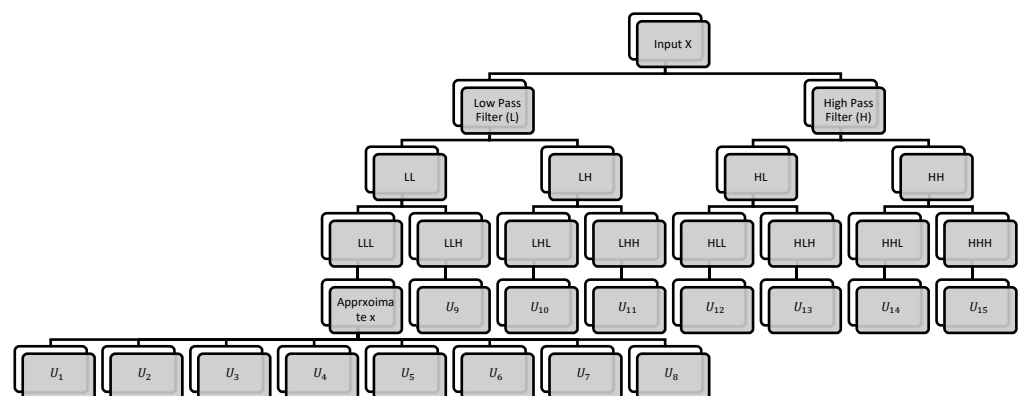 Input X
Low Pass
Filter (L)
High Pass
Filter (H)
LL
LH
HL
HH
LLL
LLH
LHL
LHH
HLL
HLH
HHL
HHH
Apprxoima
te x
U₉
U₁₀
U₁₁
U₁₂
U₁₃
U₁₄
U₁₅
U₁
U₂
U₃
U₄
U₅
U₆
U₇
U₈